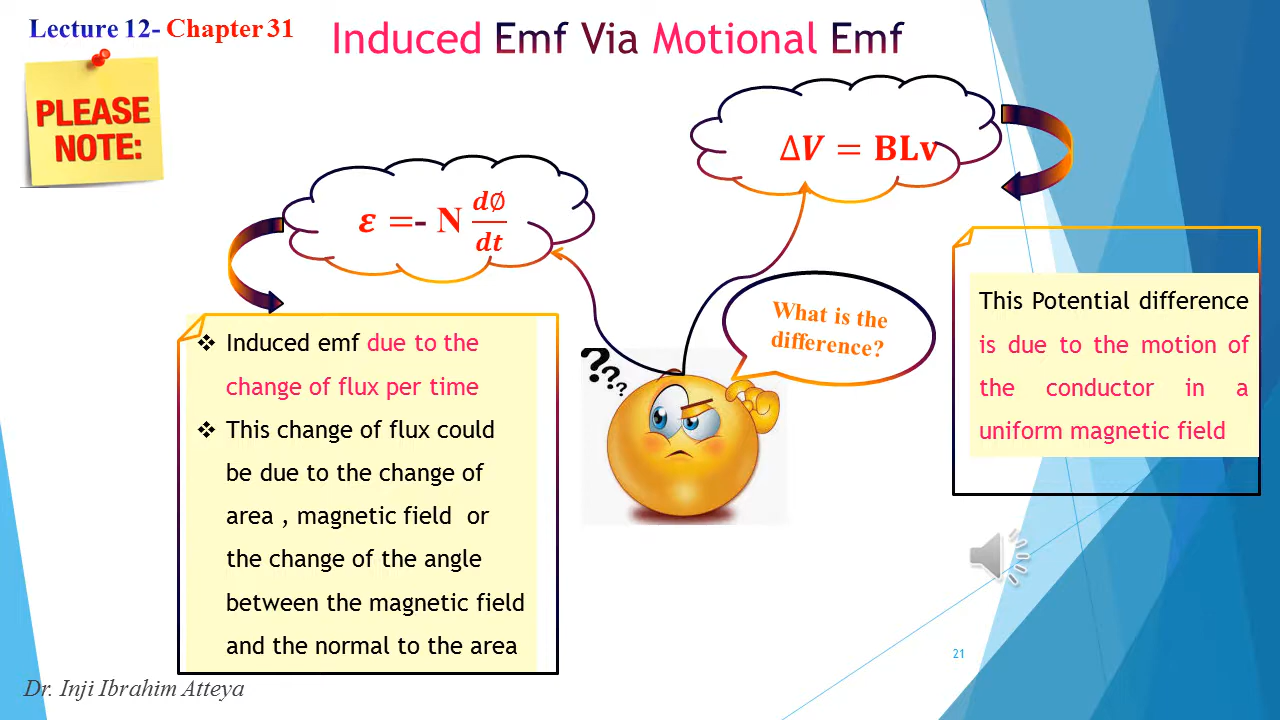 Lecture 12- Chapter 31
Induced Emf Via Motional Emf
PLEASE
NOTE:
ΔV = BLv
ε =- N d∅/dt
What is the
difference?
❖ Induced emf due to the
change of flux per time
❖ This change of flux could
be due to the change of
area , magnetic field or
the change of the angle
between the magnetic field
and the normal to the area
This Potential difference
is due to the motion of
the conductor in a
uniform magnetic field
???
21
Dr. Inji Ibrahim Atteya